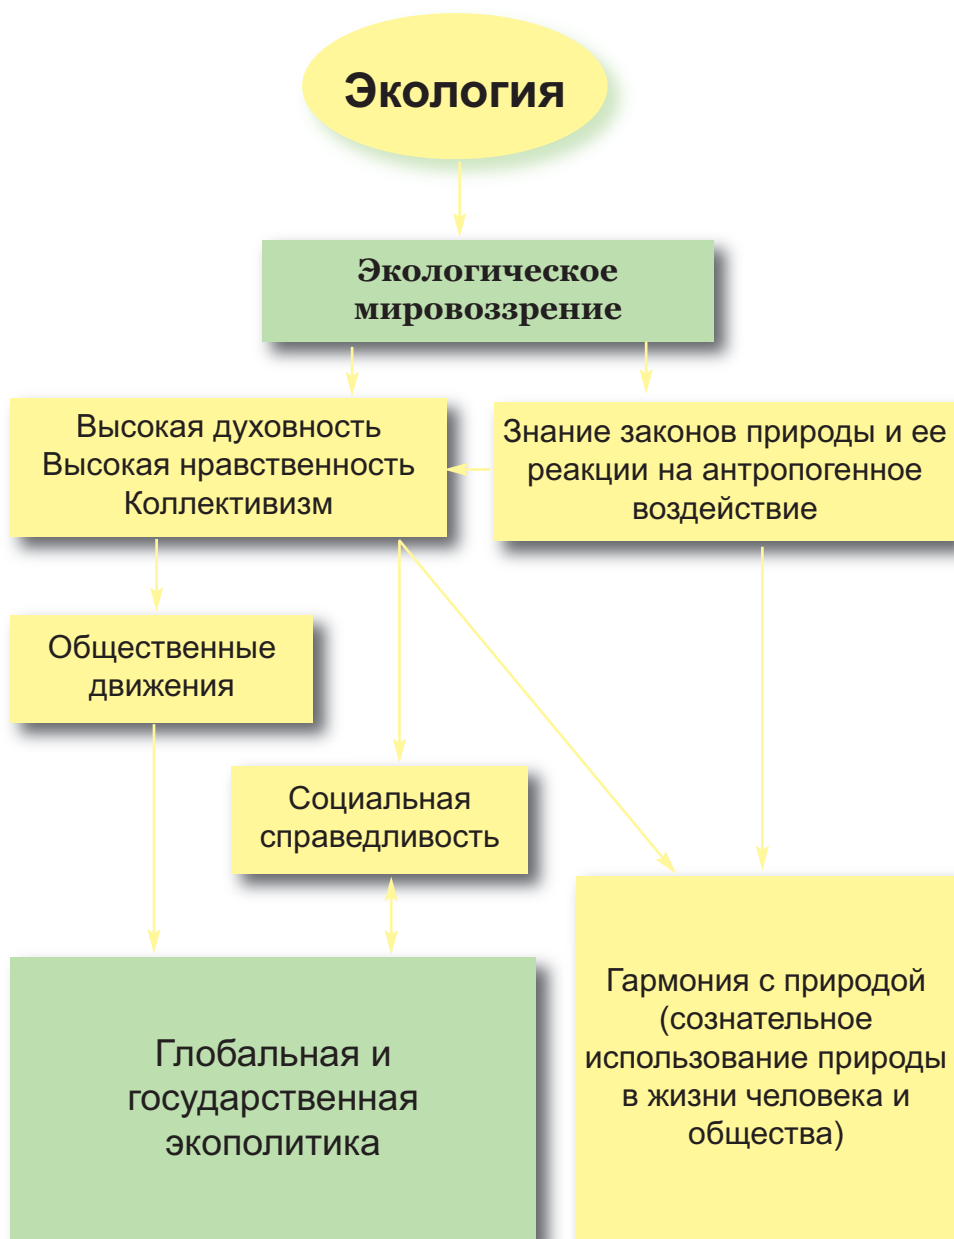 Экология
Экологическое
мировоззрение
Высокая духовность
Высокая нравственность
Коллективизм
Знание законов природы и ее
реакции на антропогенное
воздействие
Общественные
движения
Социальная
справедливость
Глобальная и
государственная
экополитика
Гармония с природой
(сознательное
использование природы
в жизни человека и
общества)